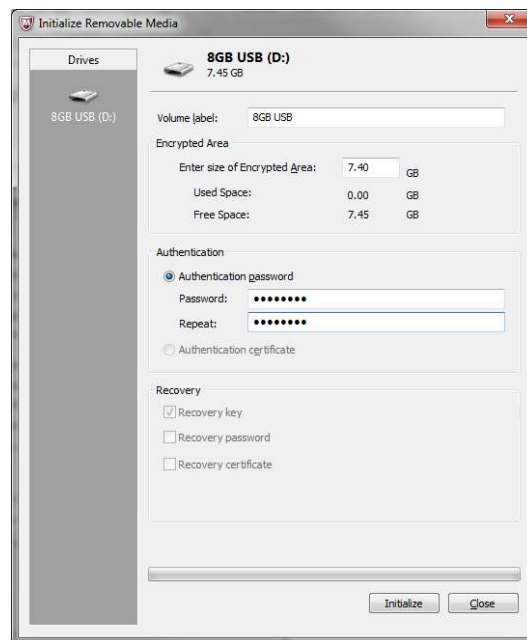 Initialize Removable Media
Drives
8GB USB (D:)
8GB USB (D:)
7.45 GB
Volume label: 8GB USB
Encrypted Area
Enter size of Encrypted Area: 7.40 GB
Used Space: 0.00 GB
Free Space: 7.45 GB
Authentication
Authentication password
Password: ••••••••
Repeat: ••••••••
Authentication certificate
Recovery
Recovery key
Recovery password
Recovery certificate
Initialize Close